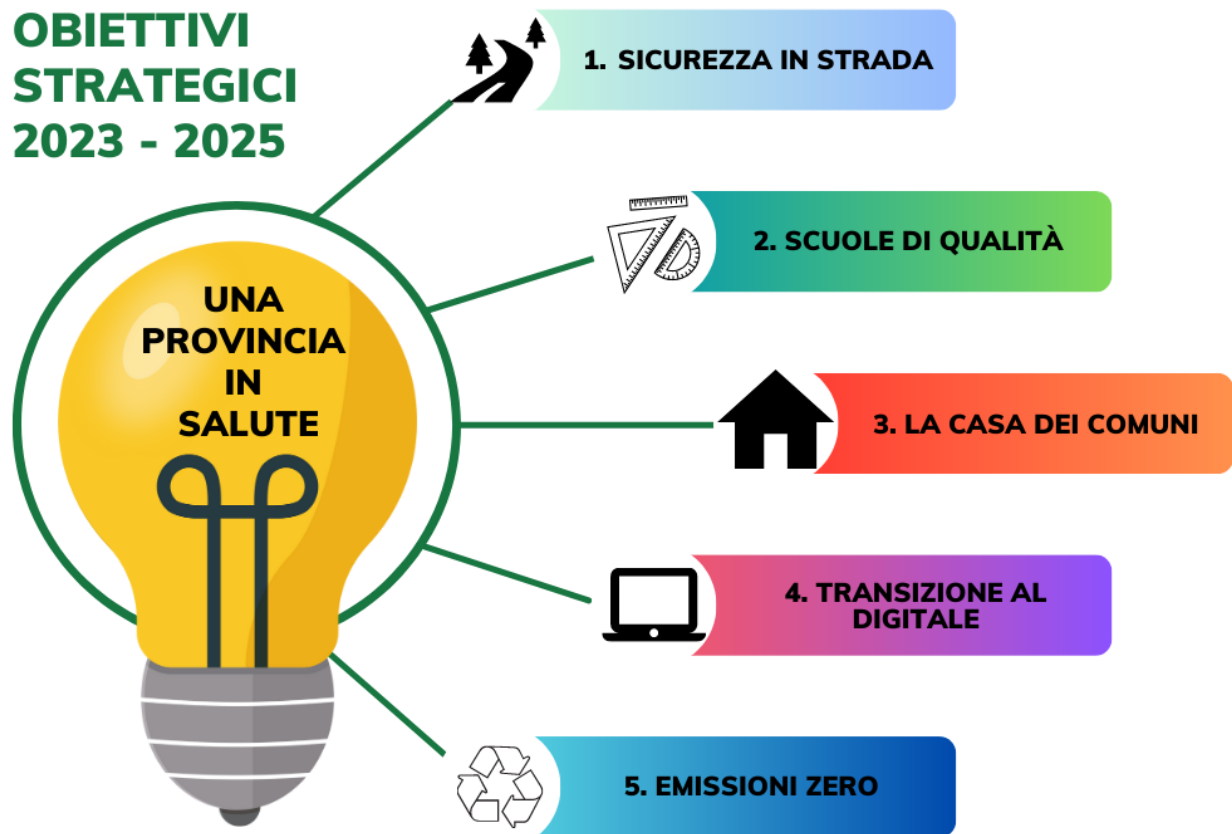 OBIETTIVI
STRATEGICI
2023 - 2025
1. SICUREZZA IN STRADA
2. SCUOLE DI QUALITÀ
UNA
PROVINCIA
IN
SALUTE
3. LA CASA DEI COMUNI
4. TRANSIZIONE AL
DIGITALE
5. EMISSIONI ZERO